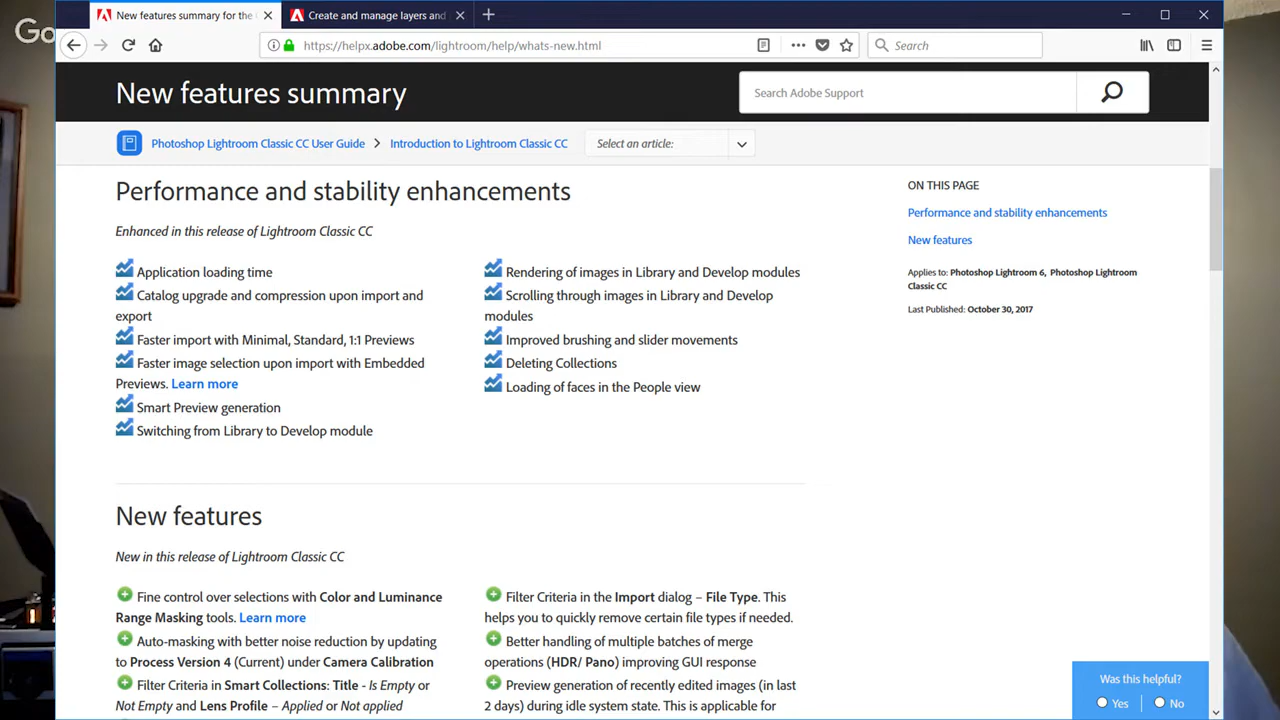 Go
New features summary for the
Create and manage layers and
https://helpx.adobe.com/lightroom/help/whats-new.html
Search
New features summary
Search Adobe Support
Photoshop Lightroom Classic CC User Guide
Introduction to Lightroom Classic CC
Select an article:
Performance and stability enhancements
Enhanced in this release of Lightroom Classic CC
Application loading time
Catalog upgrade and compression upon import and
export
Faster import with Minimal, Standard, 1:1 Previews
Faster image selection upon import with Embedded
Previews. Learn more
Smart Preview generation
Switching from Library to Develop module
Rendering of images in Library and Develop modules
Scrolling through images in Library and Develop
modules
Improved brushing and slider movements
Deleting Collections
Loading of faces in the People view
ON THIS PAGE
Performance and stability enhancements
New features
Applies to: Photoshop Lightroom 6, Photoshop Lightroom
Classic CC
Last Published: October 30, 2017
New features
New in this release of Lightroom Classic CC
Fine control over selections with Color and Luminance
Range Masking tools. Learn more
Auto-masking with better noise reduction by updating
to Process Version 4 (Current) under Camera Calibration
Filter Criteria in Smart Collections: Title - Is Empty or
Not Empty and Lens Profile – Applied or Not applied
Filter Criteria in the Import dialog – File Type. This
helps you to quickly remove certain file types if needed.
Better handling of multiple batches of merge
operations (HDR/ Pano) improving GUI response
Preview generation of recently edited images (in last
2 days) during idle system state. This is applicable for
Was this helpful?
Yes
No